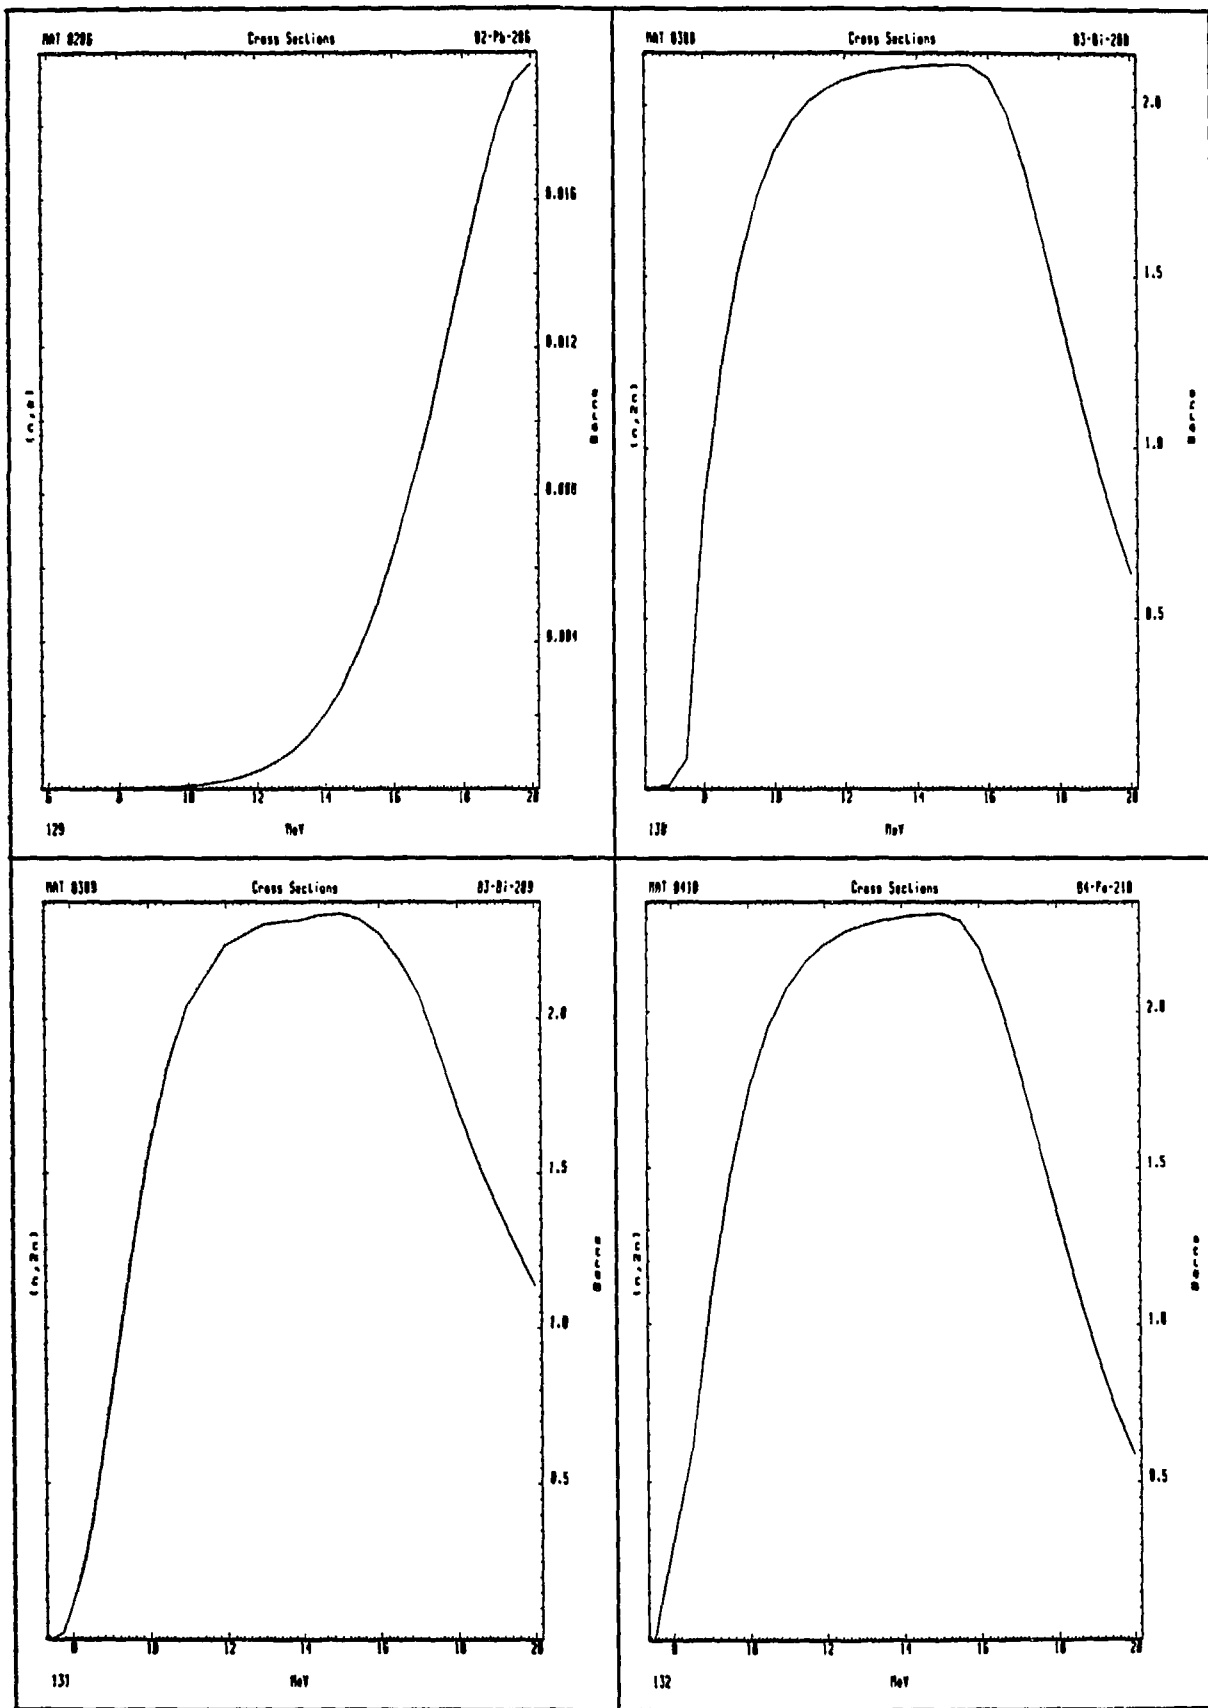 MAT 8206 Cross Sections 82-Pb-206
0.016
0.012
0.008
0.004
(n,α)
Barns
6 8 10 12 14 16 18 20
129 MeV
MAT 8308 Cross Sections 83-Bi-208
2.0
1.5
1.0
0.5
(n,2n)
Barns
8 10 12 14 16 18 20
130 MeV
MAT 8309 Cross Sections 83-Bi-209
2.0
1.5
1.0
0.5
(n,2n)
Barns
8 10 12 14 16 18 20
131 MeV
MAT 8410 Cross Sections 84-Po-210
2.0
1.5
1.0
0.5
(n,2n)
Barns
8 10 12 14 16 18 20
132 MeV